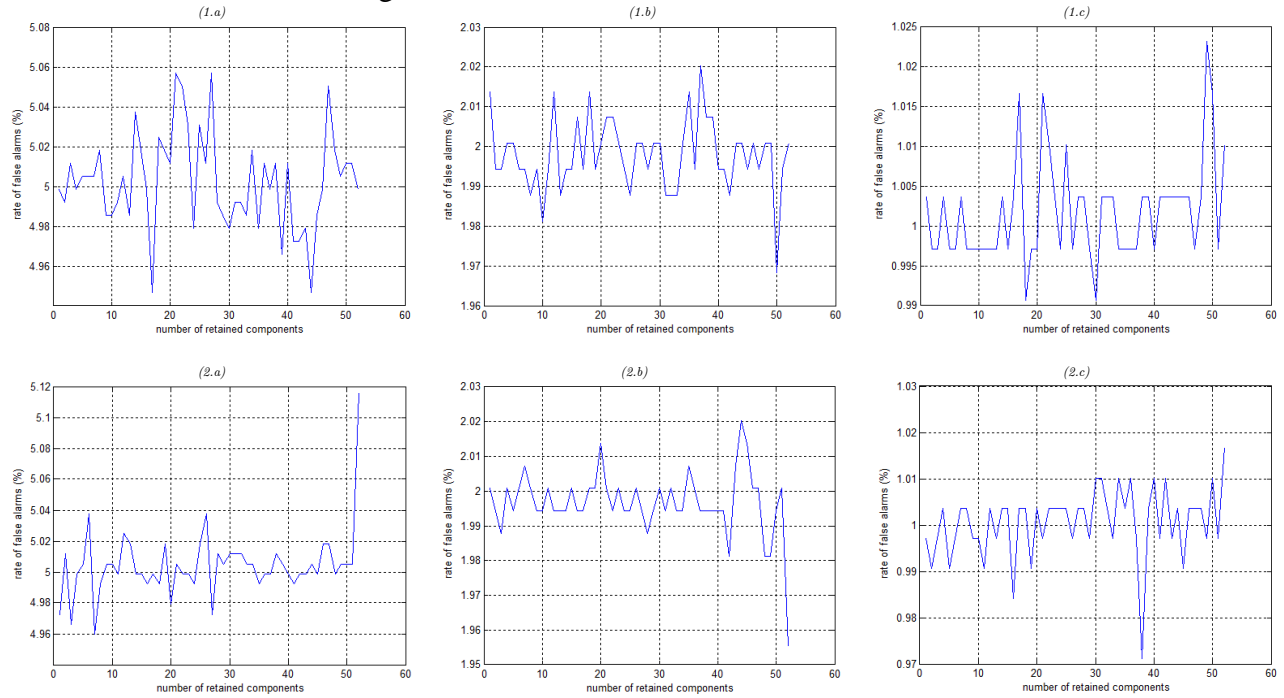 (1.a)
5.08
5.06
5.04
5.02
5
4.98
4.96
0 10 20 30 40 50 60
rate of false alarms (%)
number of retained components
(1.b)
2.03
2.02
2.01
2
1.99
1.98
1.97
1.96
0 10 20 30 40 50 60
rate of false alarms (%)
number of retained components
(1.c)
1.025
1.02
1.015
1.01
1.005
1
0.995
0.99
0 10 20 30 40 50 60
rate of false alarms (%)
number of retained components
(2.a)
5.12
5.1
5.08
5.06
5.04
5.02
5
4.98
4.96
0 10 20 30 40 50 60
rate of false alarms (%)
number of retained components
(2.b)
2.03
2.02
2.01
2
1.99
1.98
1.97
1.96
1.95
0 10 20 30 40 50 60
rate of false alarms (%)
number of retained components
(2.c)
1.03
1.02
1.01
1
0.99
0.98
0.97
0 10 20 30 40 50 60
rate of false alarms (%)
number of retained components